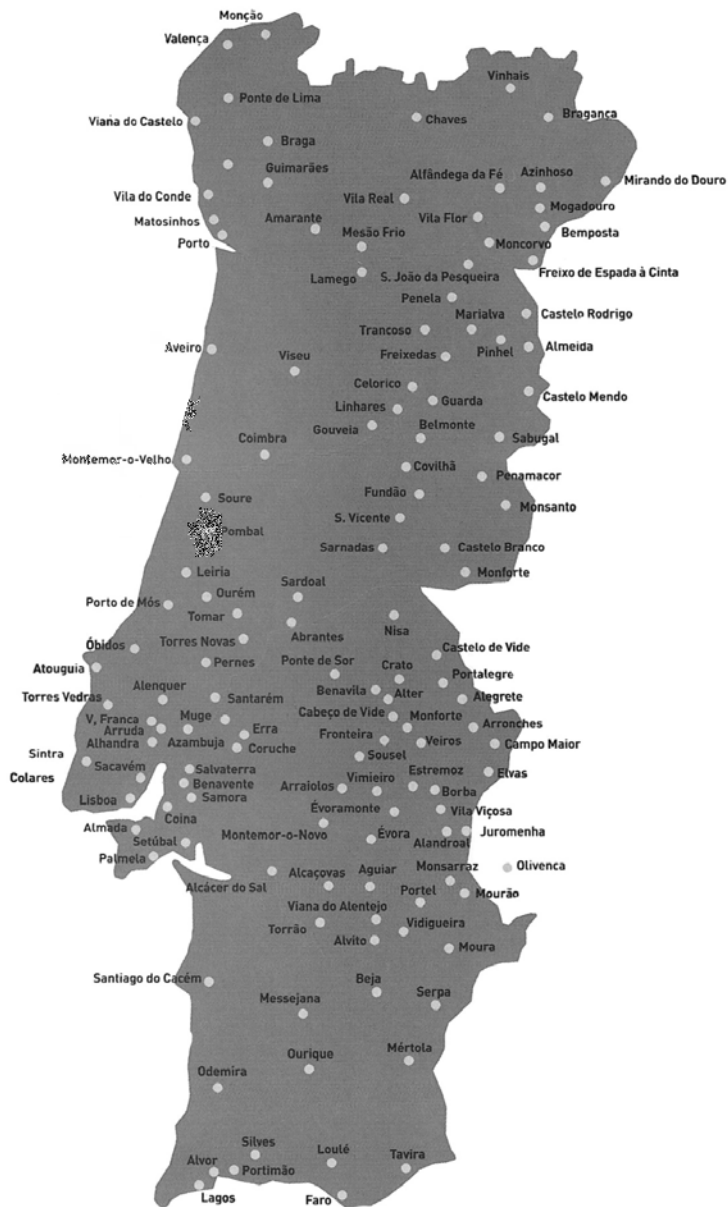 Monção
Valença
Vinhais
Ponte de Lima
Viana do Castelo
Chaves
Bragança
Braga
Guimarães
Alfândega da Fé
Azinhoso
Mirando do Douro
Vila do Conde
Vila Real
Mogadouro
Matosinhos
Amarante
Vila Flor
Bemposta
Porto
Mesão Frio
Moncorvo
Lamego
S. João da Pesqueira
Freixo de Espada à Cinta
Penela
Marialva
Castelo Rodrigo
Trancoso
Aveiro
Viseu
Freixedas
Pinhel
Almeida
Celorico
Castelo Mendo
Linhares
Guarda
Gouveia
Belmonte
Sabugal
Coimbra
Montemor-o-Velho
Covilhã
Penamacor
Soure
Fundão
Monsanto
S. Vicente
Pombal
Sarnadas
Castelo Branco
Leiria
Monforte
Sardoal
Ourém
Porto de Mós
Tomar
Abrantes
Nisa
Óbidos
Torres Novas
Castelo de Vide
Atouguia
Pernes
Ponte de Sor
Crato
Portalegre
Torres Vedras
Alenquer
Santarém
Benavila
Alter
Alegrete
V, Franca
Muge
Cabeço de Vide
Monforte
Arronches
Arruda
Erra
Fronteira
Veiros
Alhandra
Azambuja
Coruche
Campo Maior
Sintra
Sacavém
Sousel
Colares
Salvaterra
Vimieiro
Estremoz
Elvas
Benavente
Arraiolos
Borba
Lisboa
Samora
Évoramonte
Vila Viçosa
Coina
Almada
Montemor-o-Novo
Évora
Juromenha
Setúbal
Alandroal
Palmela
Olivenca
Alcaçovas
Aguiar
Monsarraz
Alcácer do Sal
Portel
Mourão
Viana do Alentejo
Torrão
Vidigueira
Alvito
Moura
Santiago do Cacém
Beja
Messejana
Serpa
Ourique
Mértola
Odemira
Silves
Loulé
Tavira
Alvor
Portimão
Lagos
Faro